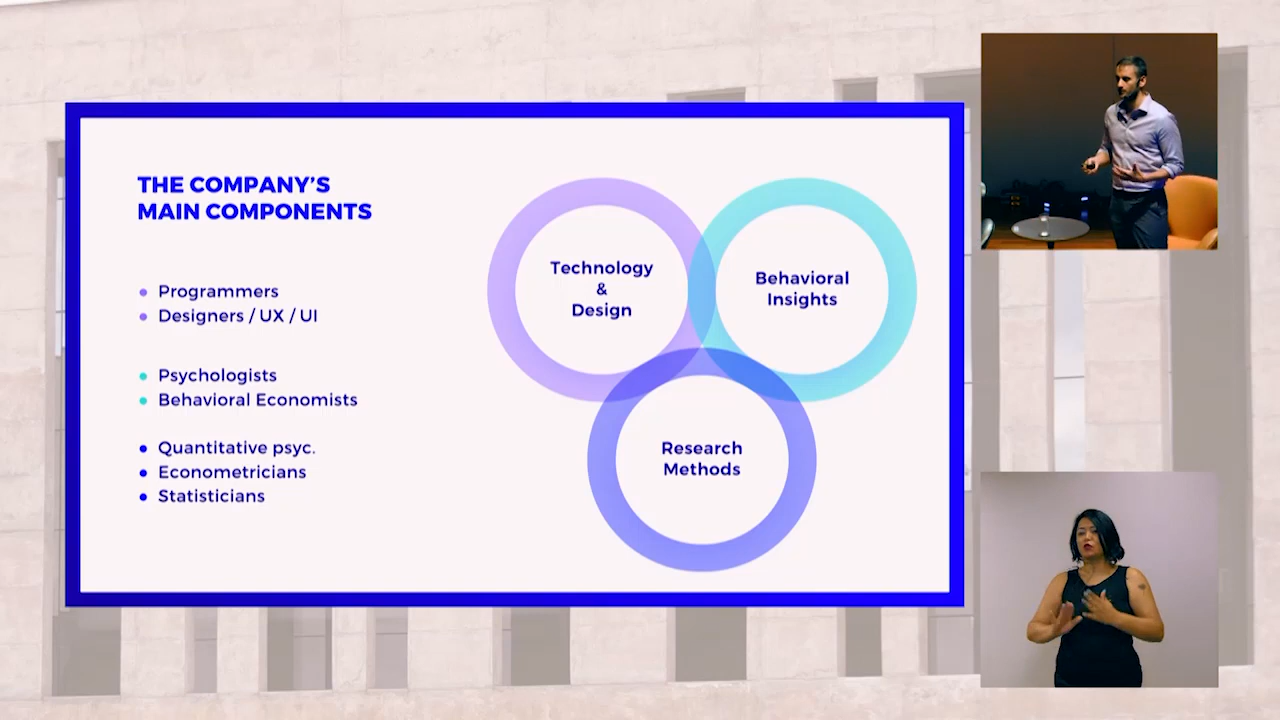 THE COMPANY'S
MAIN COMPONENTS
Programmers
Designers / UX / UI
Psychologists
Behavioral Economists
Quantitative psyc.
Econometricians
Statisticians
Technology
&
Design
Behavioral
Insights
Research
Methods